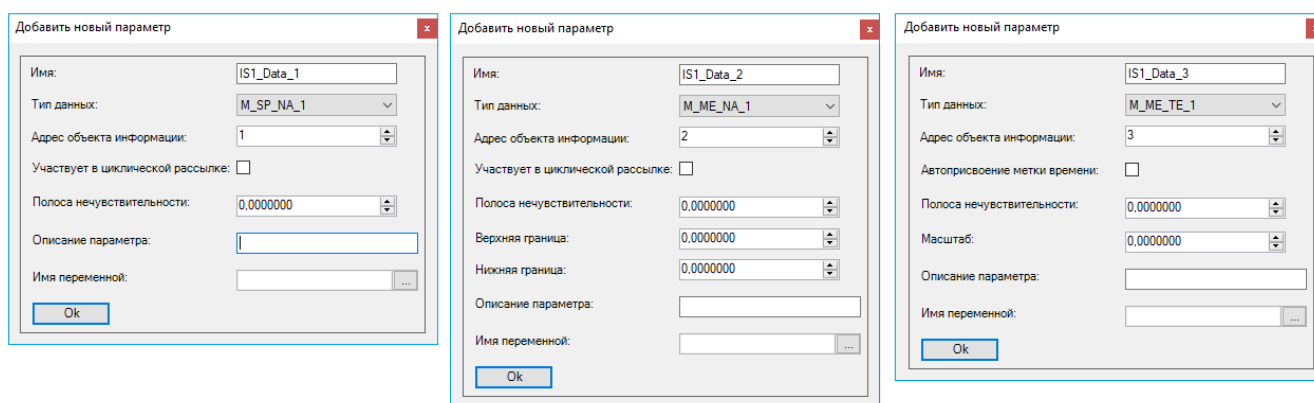 Добавить новый параметр
x
Имя: IS1_Data_1
Тип данных: M_SP_NA_1
Адрес объекта информации: 1
Участвует в циклической рассылке:
Полоса нечувствительности: 0,0000000
Описание параметра:
Имя переменной: ...
Ok
Добавить новый параметр
x
Имя: IS1_Data_2
Тип данных: M_ME_NA_1
Адрес объекта информации: 2
Участвует в циклической рассылке:
Полоса нечувствительности: 0,0000000
Верхняя граница: 0,0000000
Нижняя граница: 0,0000000
Описание параметра:
Имя переменной: ...
Ok
Добавить новый параметр
x
Имя: IS1_Data_3
Тип данных: M_ME_TE_1
Адрес объекта информации: 3
Автоприсвоение метки времени:
Полоса нечувствительности: 0,0000000
Масштаб: 0,0000000
Описание параметра:
Имя переменной: ...
Ok